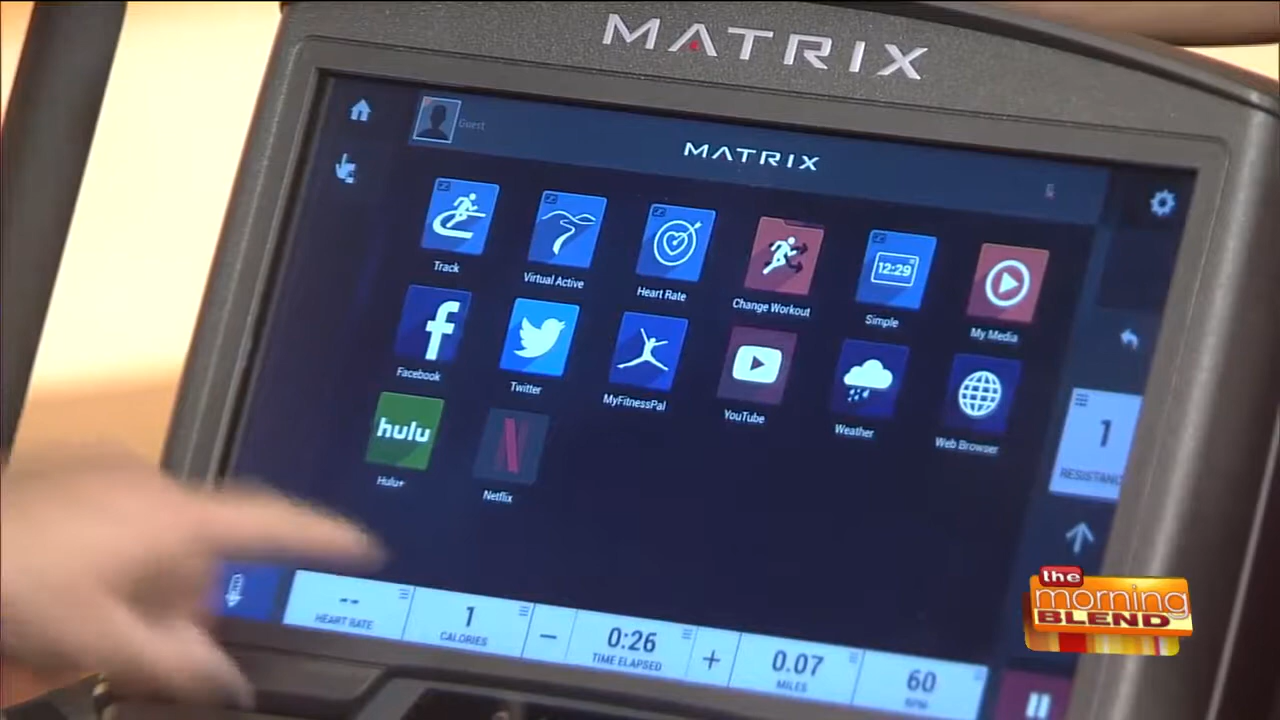 MATRIX
Guest
MATRIX
Track
Virtual Active
Heart Rate
Change Workout
12:29
Simple
My Media
f
Facebook
Twitter
MyFitnessPal
YouTube
Weather
Web Browser
hulu
Hulu+
N
Netflix
1
RESISTANC
--
HEART RATE
1
CALORIES
−
0:26
TIME ELAPSED
+
0.07
MILES
60
RPM
the
morning
BLEND